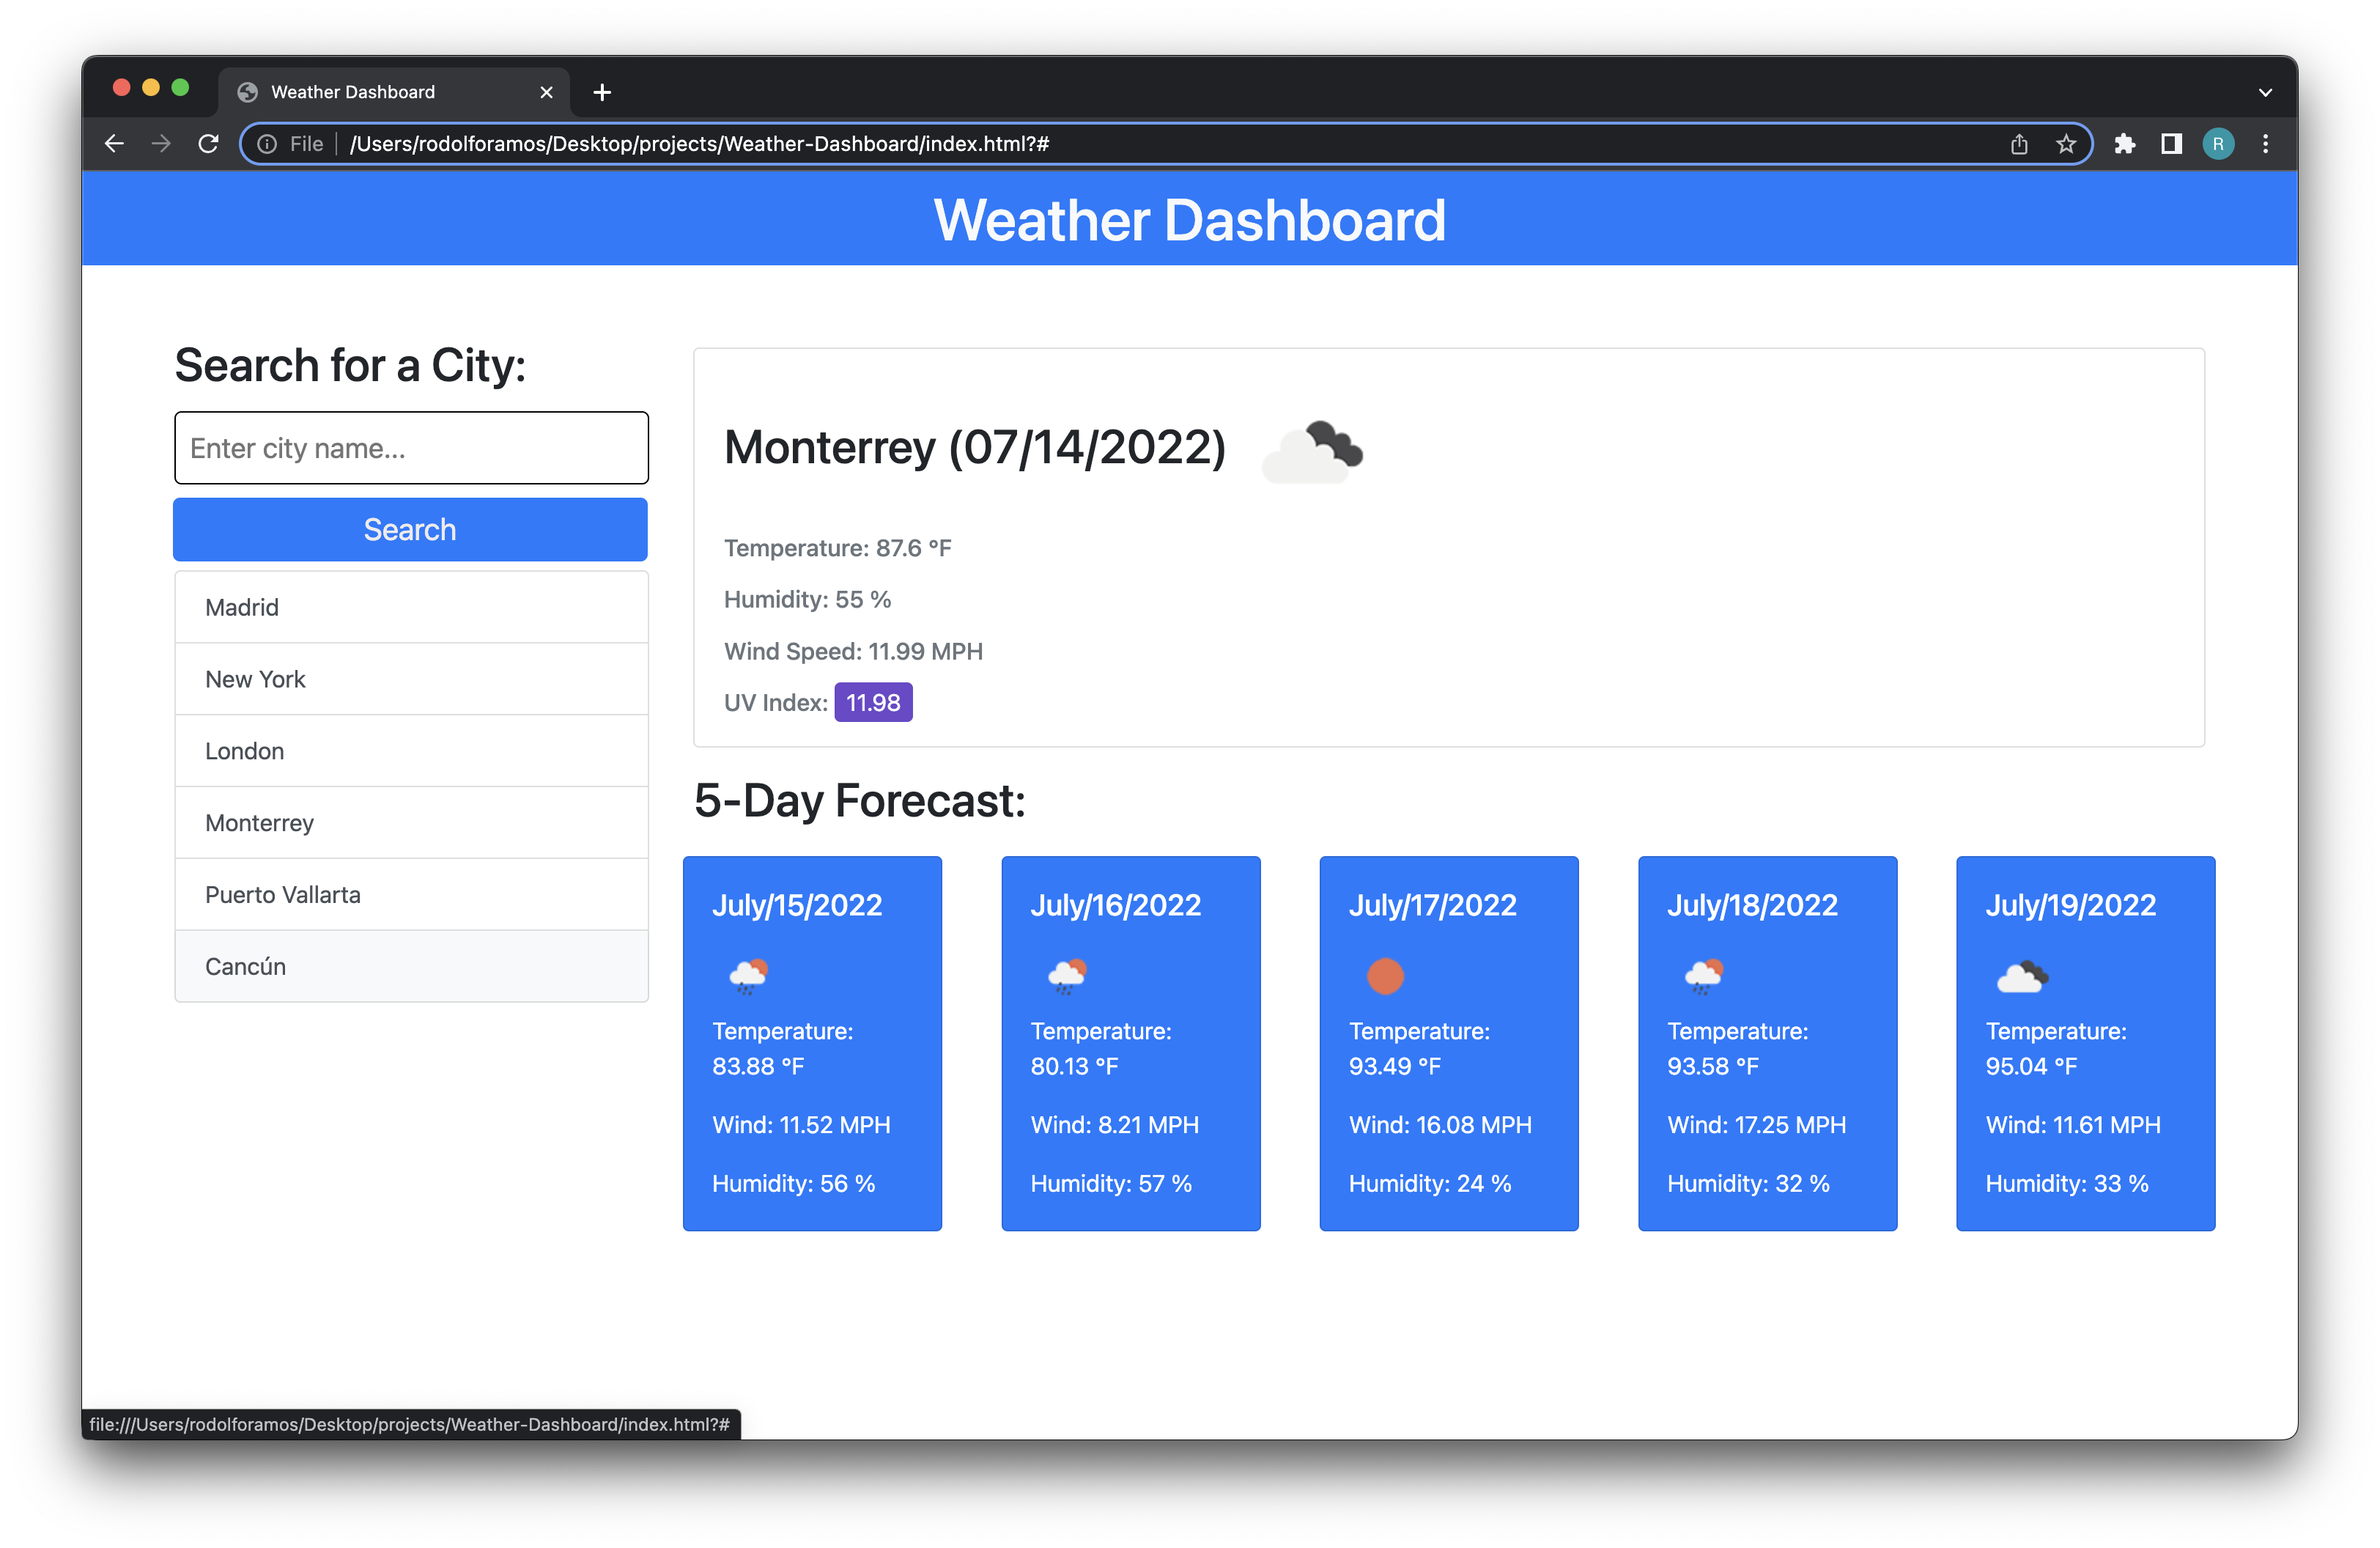 Weather Dashboard
File /Users/rodolforamos/Desktop/projects/Weather-Dashboard/index.html?#
R
Weather Dashboard
Search for a City:
Enter city name...
Search
Madrid
New York
London
Monterrey
Puerto Vallarta
Cancún
Monterrey (07/14/2022)
Temperature: 87.6 °F
Humidity: 55 %
Wind Speed: 11.99 MPH
UV Index: 11.98
5-Day Forecast:
July/15/2022
Temperature:
83.88 °F
Wind: 11.52 MPH
Humidity: 56 %
July/16/2022
Temperature:
80.13 °F
Wind: 8.21 MPH
Humidity: 57 %
July/17/2022
Temperature:
93.49 °F
Wind: 16.08 MPH
Humidity: 24 %
July/18/2022
Temperature:
93.58 °F
Wind: 17.25 MPH
Humidity: 32 %
July/19/2022
Temperature:
95.04 °F
Wind: 11.61 MPH
Humidity: 33 %
file:///Users/rodolforamos/Desktop/projects/Weather-Dashboard/index.html?#